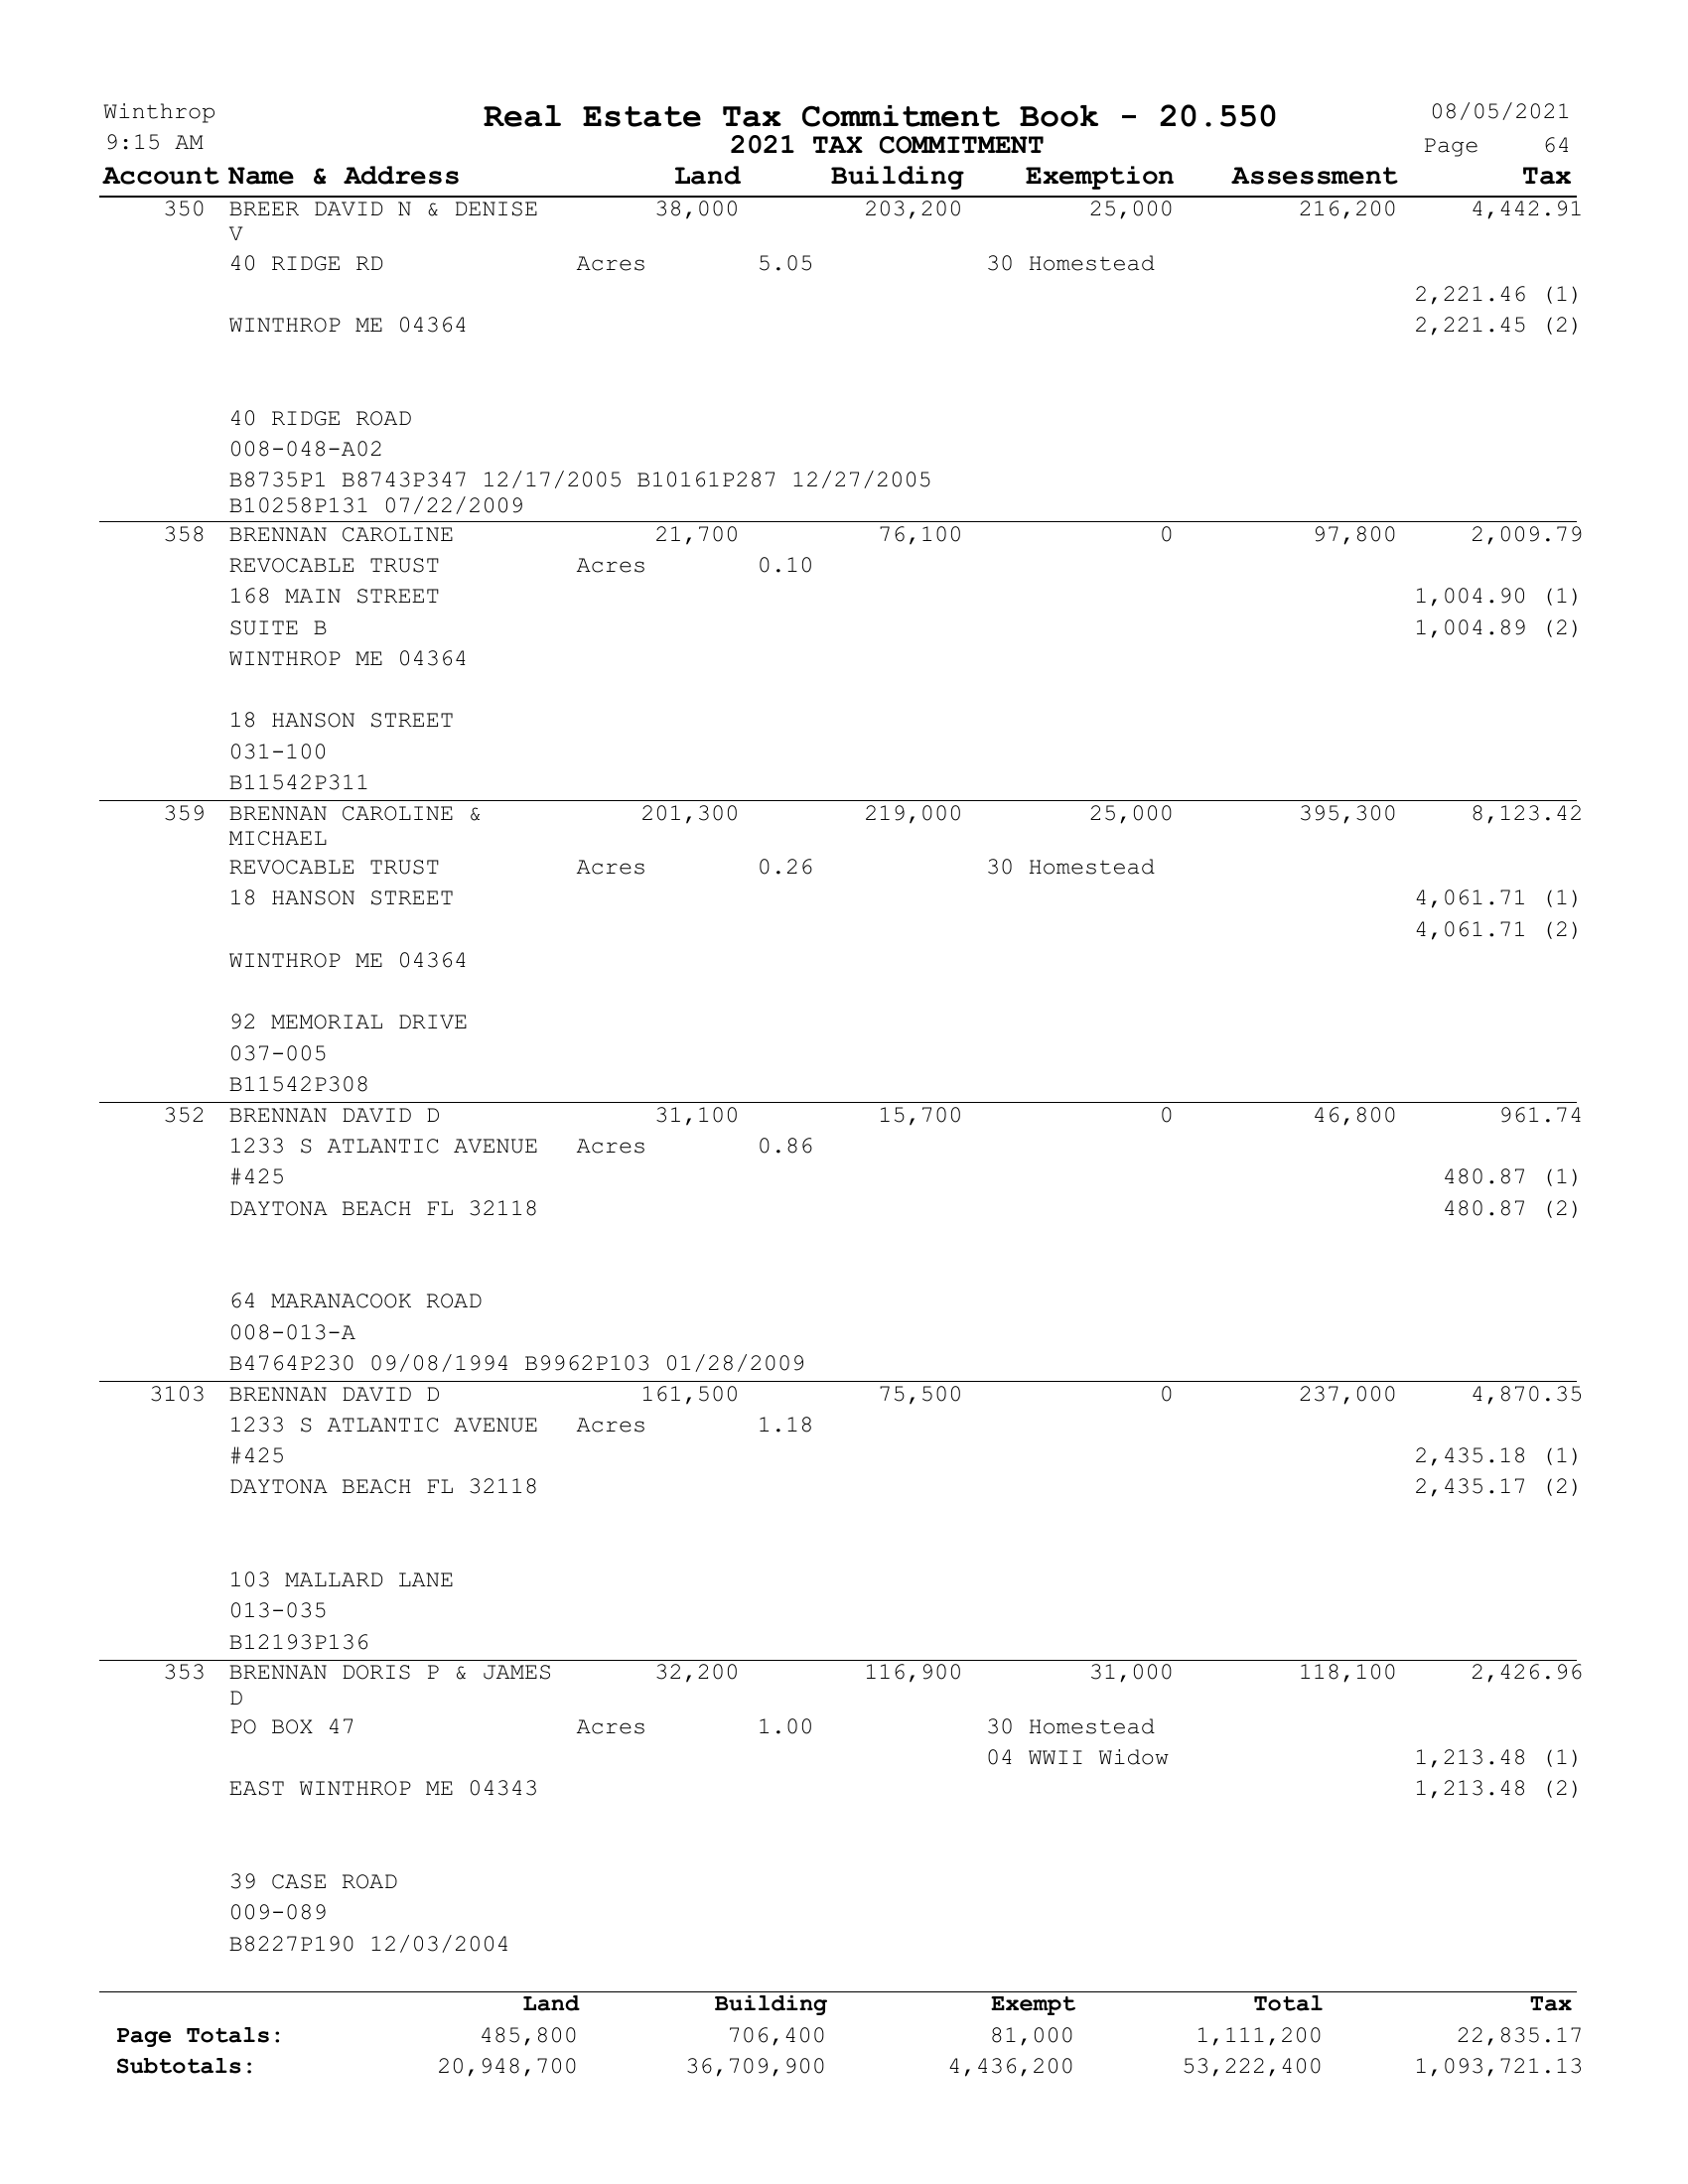 Winthrop Real Estate Tax Commitment Book - 20.550 08/05/2021
9:15 AM 2021 TAX COMMITMENT Page 64
Account Name & Address Land Building Exemption Assessment Tax
350 BREER DAVID N & DENISE 38,000 203,200 25,000 216,200 4,442.91
V
40 RIDGE RD Acres 5.05 30 Homestead
2,221.46 (1)
WINTHROP ME 04364 2,221.45 (2)
40 RIDGE ROAD
008-048-A02
B8735P1 B8743P347 12/17/2005 B10161P287 12/27/2005
B10258P131 07/22/2009
358 BRENNAN CAROLINE 21,700 76,100 0 97,800 2,009.79
REVOCABLE TRUST Acres 0.10
168 MAIN STREET 1,004.90 (1)
SUITE B 1,004.89 (2)
WINTHROP ME 04364
18 HANSON STREET
031-100
B11542P311
359 BRENNAN CAROLINE & 201,300 219,000 25,000 395,300 8,123.42
MICHAEL
REVOCABLE TRUST Acres 0.26 30 Homestead
18 HANSON STREET 4,061.71 (1)
4,061.71 (2)
WINTHROP ME 04364
92 MEMORIAL DRIVE
037-005
B11542P308
352 BRENNAN DAVID D 31,100 15,700 0 46,800 961.74
1233 S ATLANTIC AVENUE Acres 0.86
#425 480.87 (1)
DAYTONA BEACH FL 32118 480.87 (2)
64 MARANACOOK ROAD
008-013-A
B4764P230 09/08/1994 B9962P103 01/28/2009
3103 BRENNAN DAVID D 161,500 75,500 0 237,000 4,870.35
1233 S ATLANTIC AVENUE Acres 1.18
#425 2,435.18 (1)
DAYTONA BEACH FL 32118 2,435.17 (2)
103 MALLARD LANE
013-035
B12193P136
353 BRENNAN DORIS P & JAMES 32,200 116,900 31,000 118,100 2,426.96
D
PO BOX 47 Acres 1.00 30 Homestead
04 WWII Widow 1,213.48 (1)
EAST WINTHROP ME 04343 1,213.48 (2)
39 CASE ROAD
009-089
B8227P190 12/03/2004
Land Building Exempt Total Tax
Page Totals: 485,800 706,400 81,000 1,111,200 22,835.17
Subtotals: 20,948,700 36,709,900 4,436,200 53,222,400 1,093,721.13